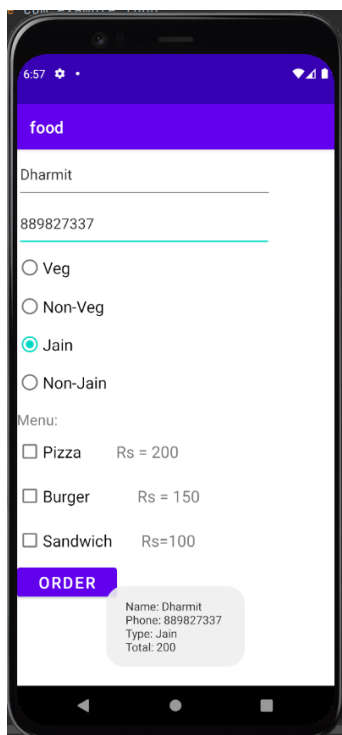 6:57
food
Dharmit
889827337
Veg
Non-Veg
Jain
Non-Jain
Menu:
Pizza Rs = 200
Burger Rs = 150
Sandwich Rs=100
ORDER
Name: Dharmit
Phone: 889827337
Type: Jain
Total: 200